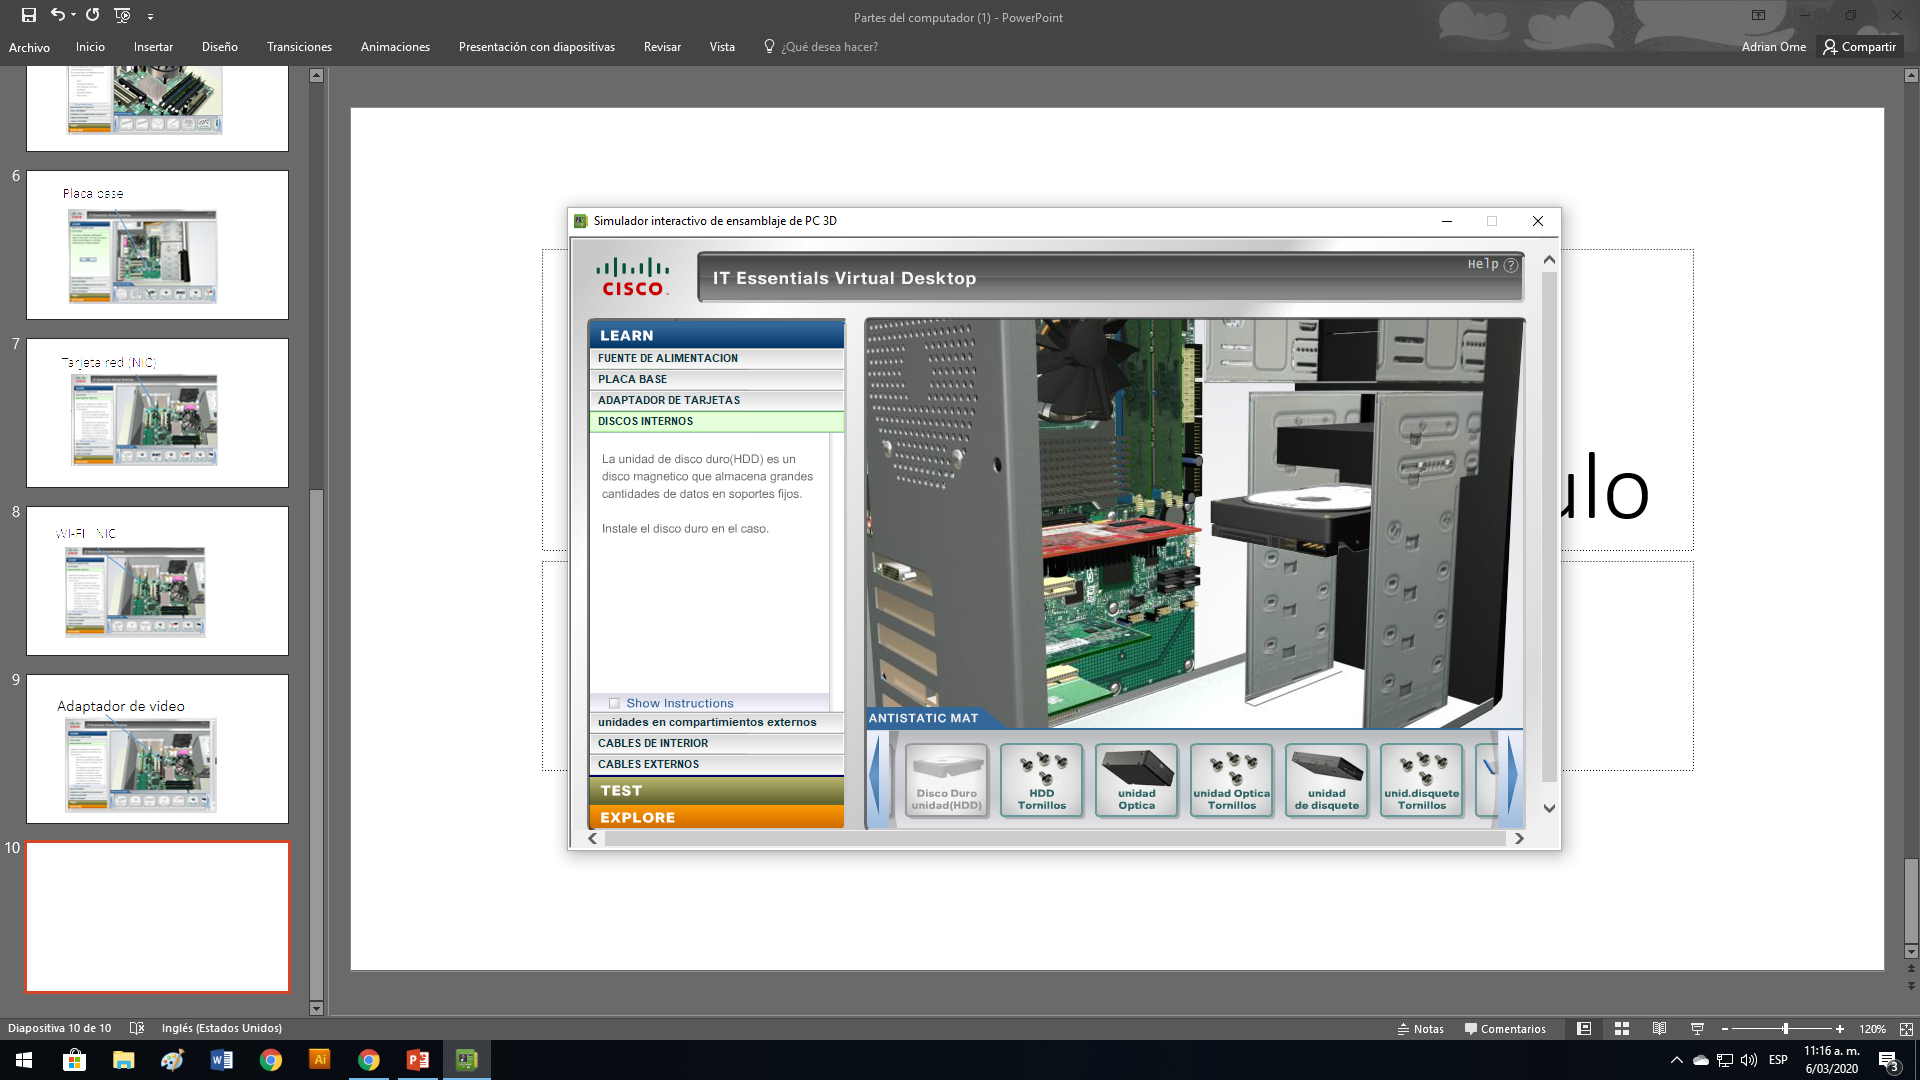 Partes del computador (1) - PowerPoint
Archivo
Inicio
Insertar
Diseño
Transiciones
Animaciones
Presentación con diapositivas
Revisar
Vista
¿Qué desea hacer?
Adrian Ome
Compartir
6
Placa base
7
Tarjeta red (NIC)
8
WI-FI NIC
9
Adaptador de video
10
ulo
Simulador interactivo de ensamblaje de PC 3D
CISCO
IT Essentials Virtual Desktop
Help ?
LEARN
FUENTE DE ALIMENTACION
PLACA BASE
ADAPTADOR DE TARJETAS
DISCOS INTERNOS
La unidad de disco duro(HDD) es un
disco magnetico que almacena grandes
cantidades de datos en soportes fijos.
Instale el disco duro en el caso.
Show Instructions
unidades en compartimientos externos
CABLES DE INTERIOR
CABLES EXTERNOS
TEST
EXPLORE
ANTISTATIC MAT
Disco Duro
unidad(HDD)
HDD
Tornillos
unidad
Optica
unidad Optica
Tornillos
unidad
de disquete
unid.disquete
Tornillos
Diapositiva 10 de 10
Inglés (Estados Unidos)
Notas
Comentarios
120%
ESP
11:16 a. m.
6/03/2020
3